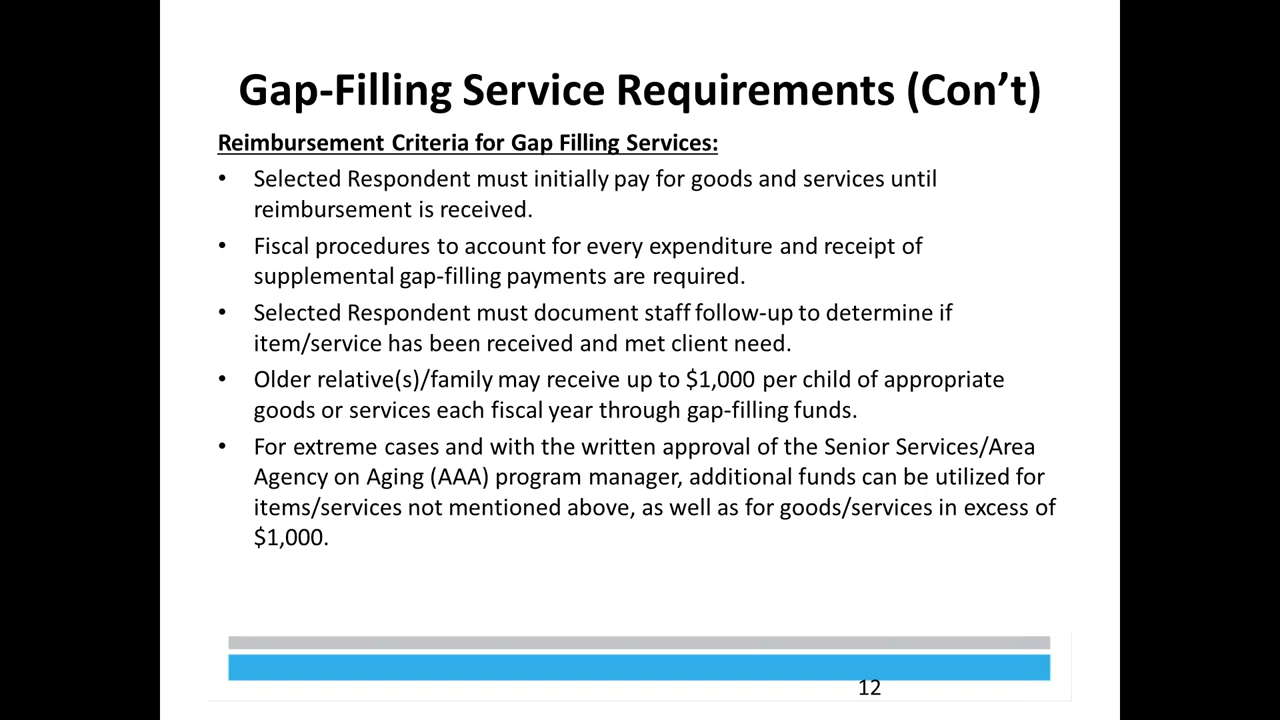 Gap-Filling Service Requirements (Con’t)
Reimbursement Criteria for Gap Filling Services:
• Selected Respondent must initially pay for goods and services until
reimbursement is received.
• Fiscal procedures to account for every expenditure and receipt of
supplemental gap-filling payments are required.
• Selected Respondent must document staff follow-up to determine if
item/service has been received and met client need.
• Older relative(s)/family may receive up to $1,000 per child of appropriate
goods or services each fiscal year through gap-filling funds.
• For extreme cases and with the written approval of the Senior Services/Area
Agency on Aging (AAA) program manager, additional funds can be utilized for
items/services not mentioned above, as well as for goods/services in excess of
$1,000.
12